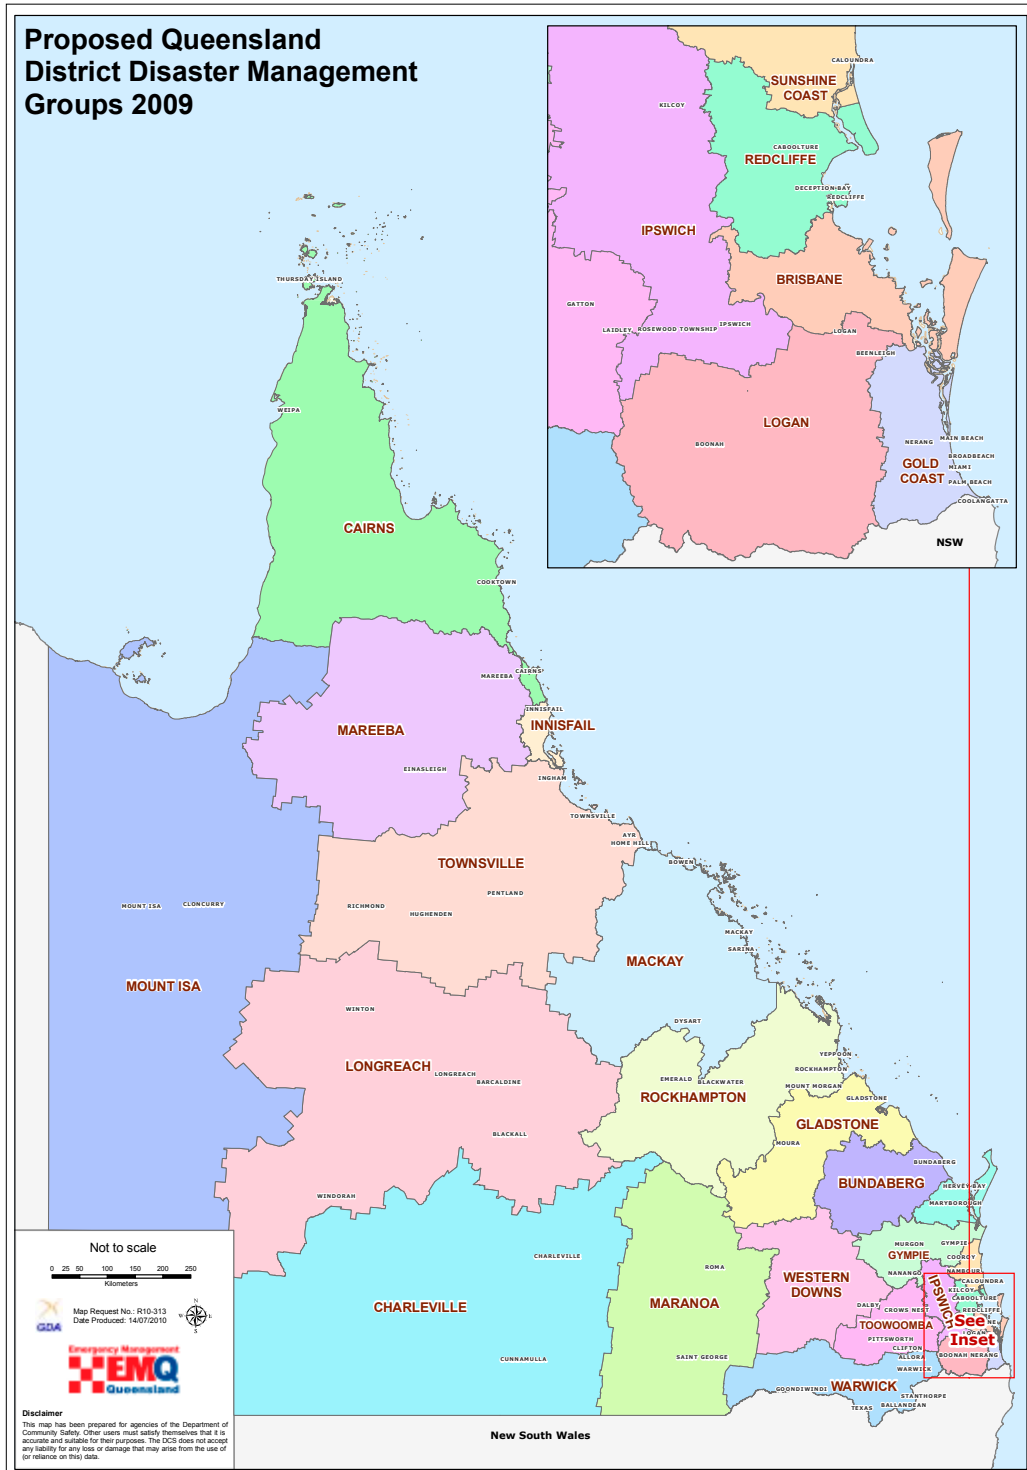 Proposed Queensland
District Disaster Management
Groups 2009
CALOUNDRA
SUNSHINE
COAST
KILCOY
CABOOLTURE
REDCLIFFE
DECEPTION BAY
REDCLIFFE
IPSWICH
BRISBANE
GATTON
LAIDLEY
ROSEWOOD TOWNSHIP
IPSWICH
LOGAN
BEENLEIGH
LOGAN
BOONAH
NERANG
MAIN BEACH
BROADBEACH
GOLD
COAST
MIAMI
PALM BEACH
COOLANGATTA
NSW
THURSDAY ISLAND
WEIPA
CAIRNS
COOKTOWN
MAREEBA
CAIRNS
INNISFAIL
INNISFAIL
MAREEBA
EINASLEIGH
INGHAM
TOWNSVILLE
AYR
HOME HILL
BOWEN
TOWNSVILLE
PENTLAND
RICHMOND
HUGHENDEN
MOUNT ISA
CLONCURRY
MACKAY
SARINA
MACKAY
MOUNT ISA
WINTON
DYSART
LONGREACH
LONGREACH
BARCALDINE
YEPPOON
ROCKHAMPTON
EMERALD
BLACKWATER
MOUNT MORGAN
ROCKHAMPTON
GLADSTONE
GLADSTONE
BLACKALL
MOURA
BUNDABERG
BUNDABERG
HERVEY BAY
MARYBOROUGH
WINDORAH
MURGON
GYMPIE
GYMPIE
COOROY
NANANGO
NAMBOUR
CHARLEVILLE
ROMA
WESTERN
DOWNS
IPSWICH
CALOUNDRA
KILCOY
CABOOLTURE
REDCLIFFE
CHARLEVILLE
MARANOA
DALBY
CROWS NEST
TOOWOOMBA
See
Inset
PITTSWORTH
CLIFTON
ALLORA
BOONAH
NERANG
WARWICK
CUNNAMULLA
SAINT GEORGE
GOONDIWINDI
WARWICK
STANTHORPE
BALLANDEAN
TEXAS
New South Wales
Not to scale
0 25 50 100 150 200 250
Kilometers
Map Request No.: R10-313
Date Produced: 14/07/2010
GDA
N
W E
S
Emergency Management
EMQ
Queensland
Disclaimer
This map has been prepared for agencies of the Department of
Community Safety. Other users must satisfy themselves that it is
accurate and suitable for their purposes. The DCS does not accept
any liability for any loss or damage that may arise from the use of
(or reliance on this) data.